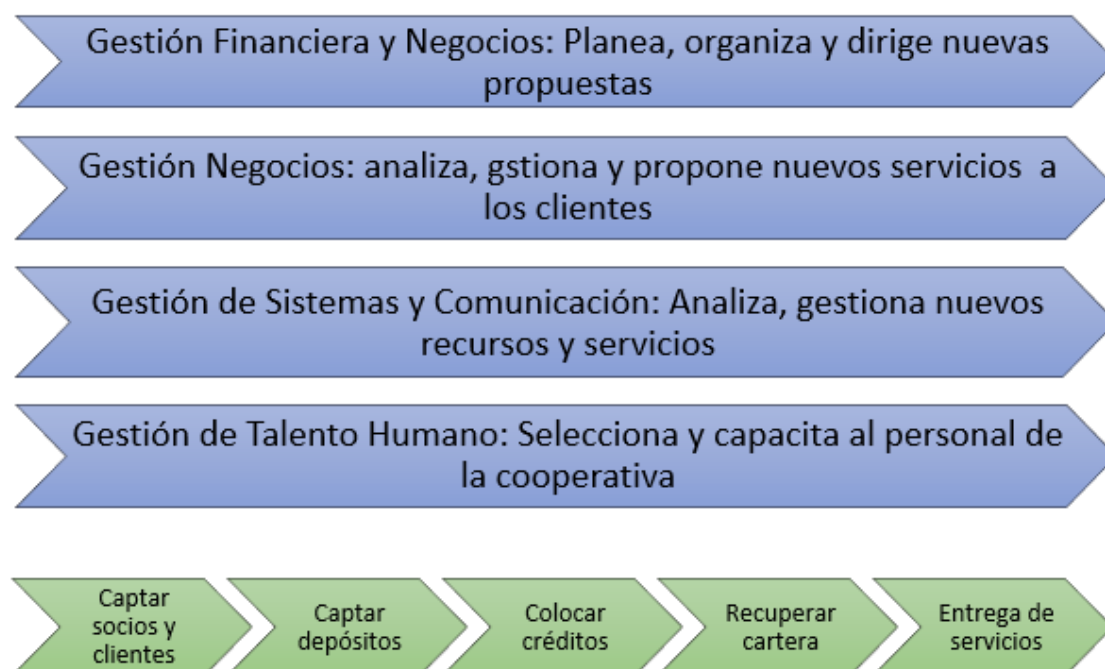 Gestión Financiera y Negocios: Planea, organiza y dirige nuevas
propuestas
Gestión Negocios: analiza, gstiona y propone nuevos servicios  a
los clientes
Gestión de Sistemas y Comunicación: Analiza, gestiona nuevos
recursos y servicios
Gestión de Talento Humano: Selecciona y capacita al personal de
la cooperativa
Captar
socios y
clientes
Captar
depósitos
Colocar
créditos
Recuperar
cartera
Entrega de
servicios